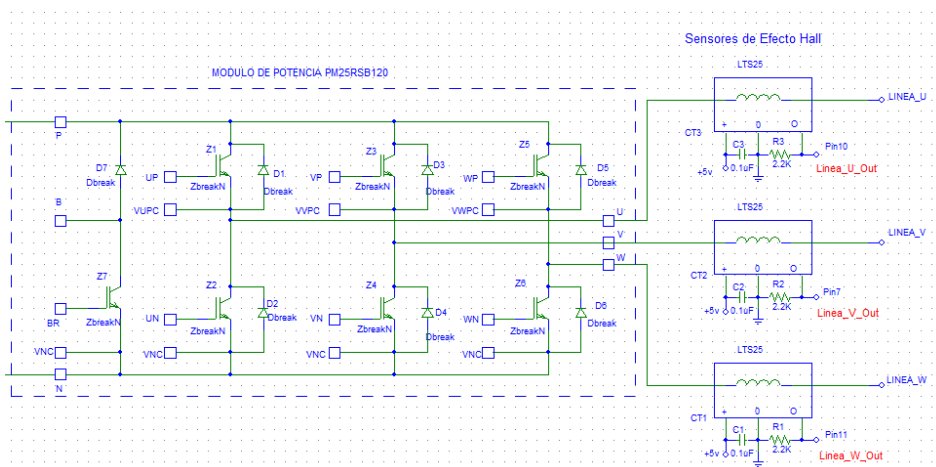 Sensores de Efecto Hall
MODULO DE POTENCIA PM25RSB120
LTS25
LINEA_U
P
CT3
+ 0 O
C3 R3 Pin10
+5v 0.1uF 2.2K
Linea_U_Out
D7
Dbreak
Z1
UP
ZbreakN
D1
Dbreak
VUPC
Z3
VP
ZbreakN
D3
Dbreak
VVPC
Z5
WP
ZbreakN
D5
Dbreak
VWPC
B
U
V
W
LTS25
LINEA_V
CT2
+ 0 O
C2 R2 Pin7
+5v 0.1uF 2.2K
Linea_V_Out
Z7
BR
ZbreakN
VNC
N
Z2
UN
ZbreakN
D2
Dbreak
VNC
Z4
VN
ZbreakN
D4
Dbreak
VNC
Z6
WN
ZbreakN
D6
Dbreak
VNC
LTS25
LINEA_W
CT1
+ 0 O
C1 R1 Pin11
+5v 0.1uF 2.2K
Linea_W_Out